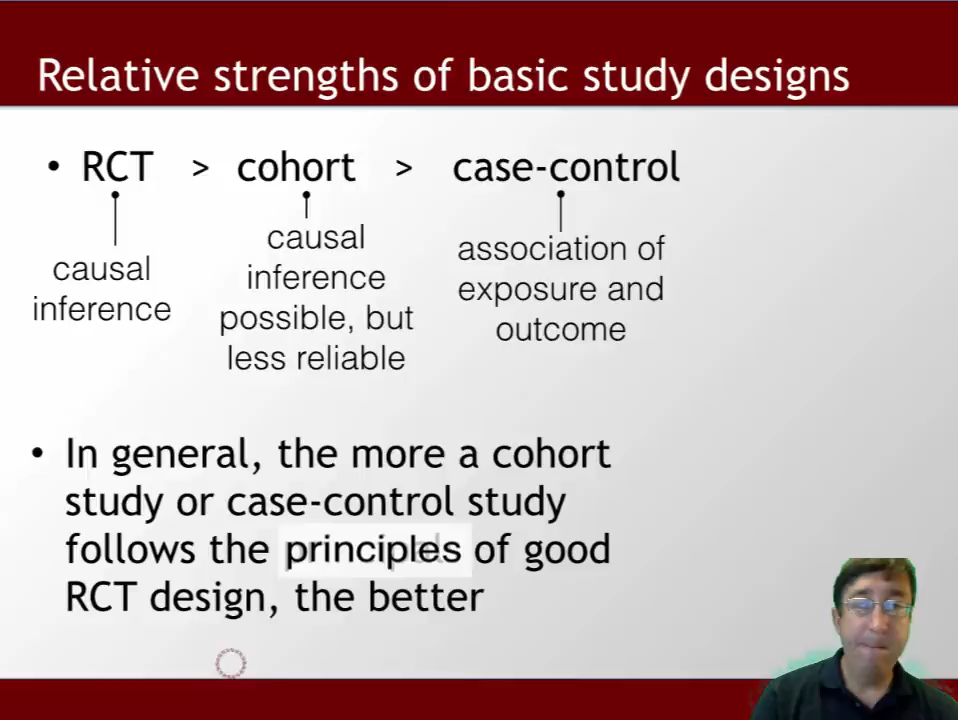 Relative strengths of basic study designs
• RCT > cohort > case-control
causal
inference
causal
inference
possible, but
less reliable
association of
exposure and
outcome
• In general, the more a cohort
study or case-control study
follows the principles of good
RCT design, the better